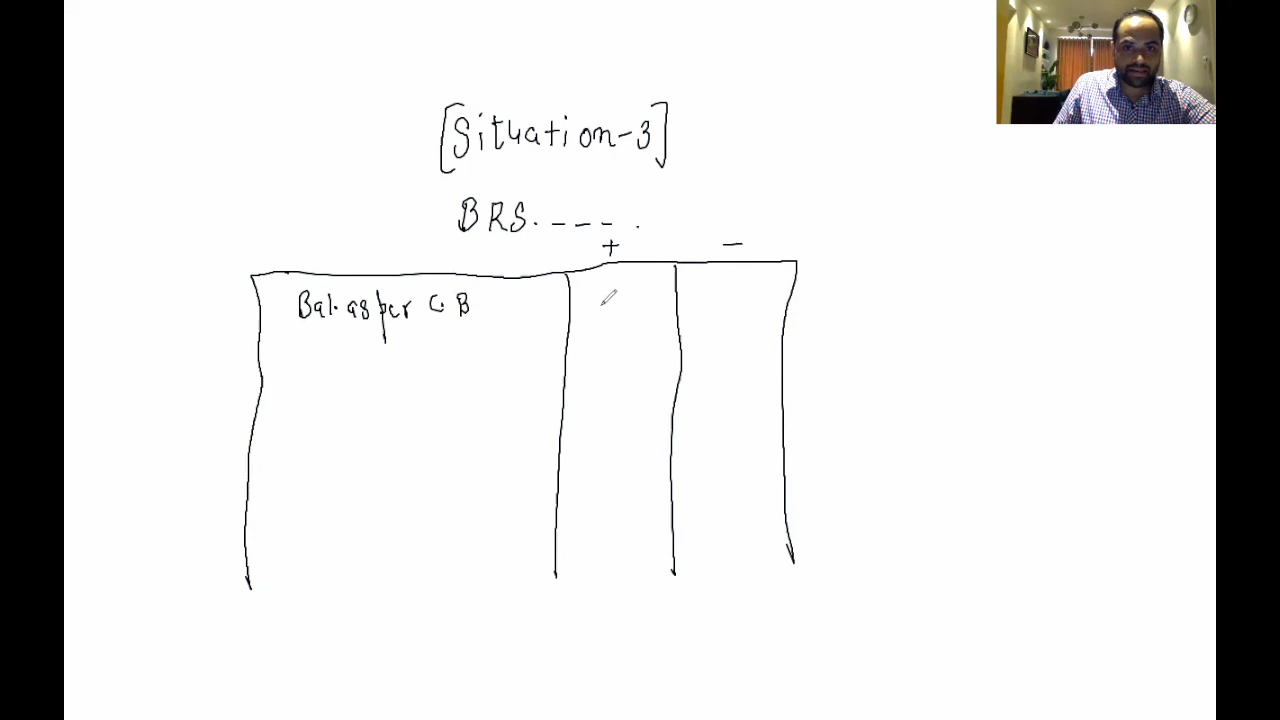 [Situation-3]
BRS. --- .
+ -
Bal. as per C.B